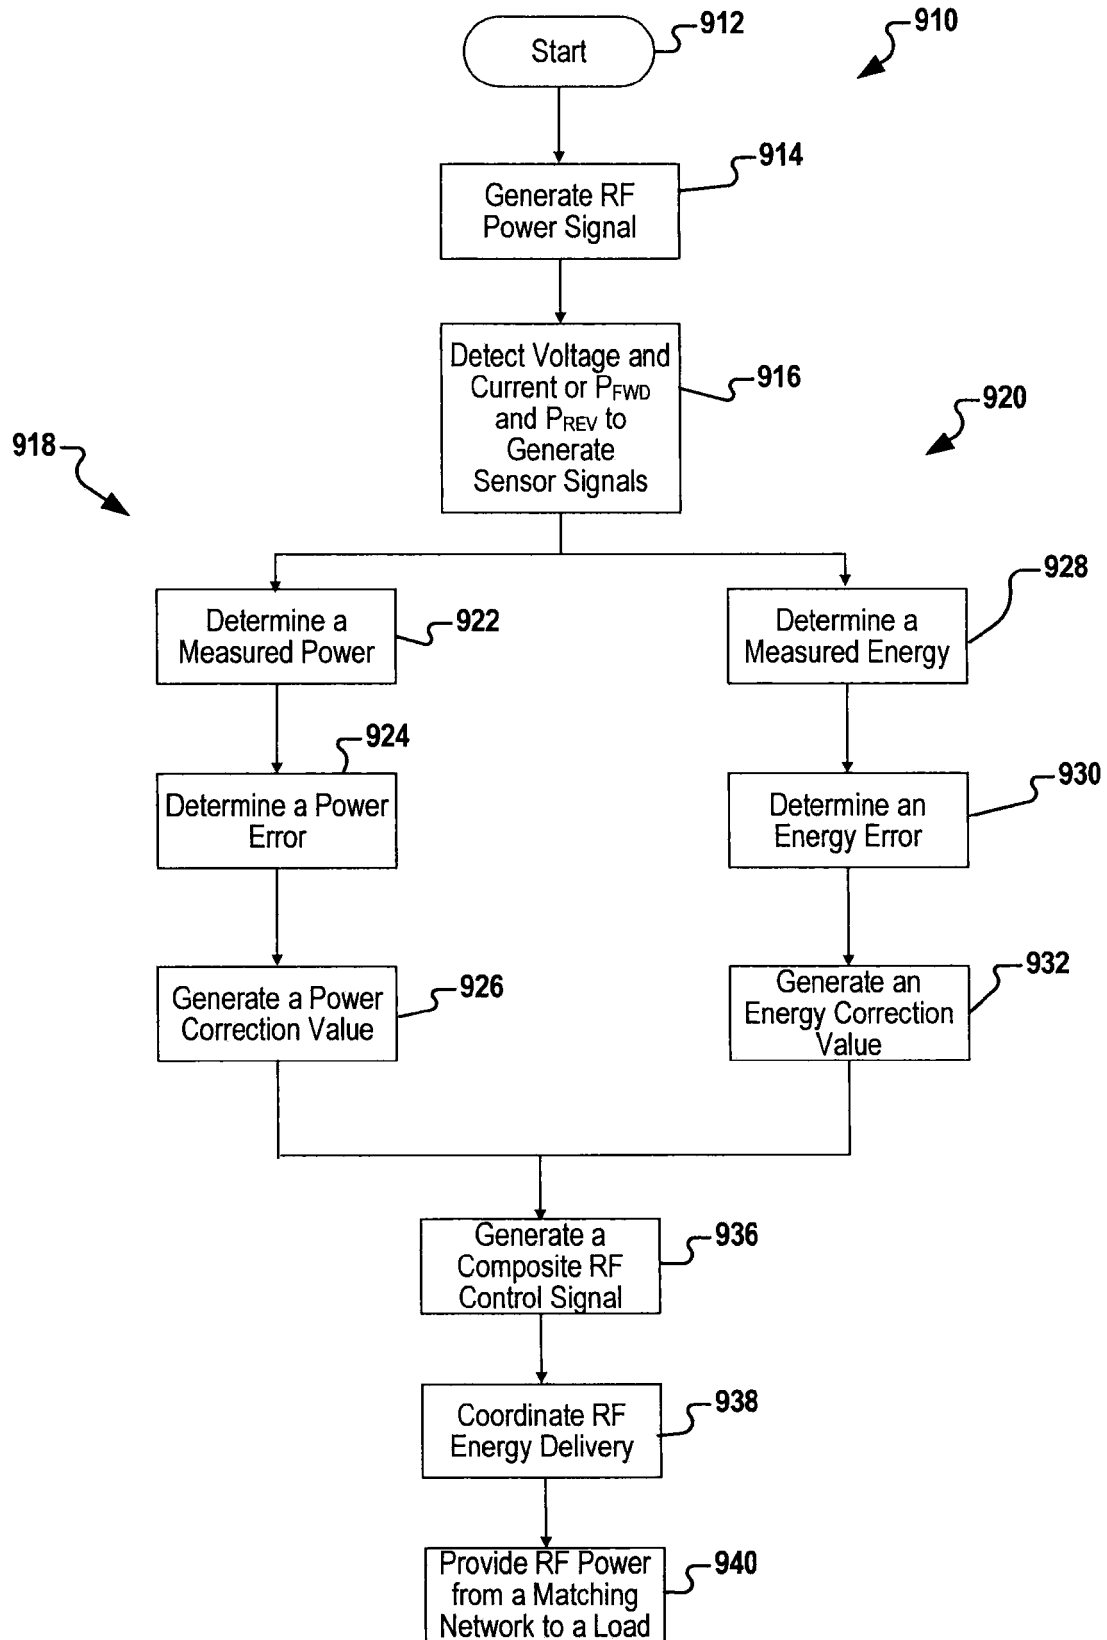 912
910
Start
914
Generate RF
Power Signal
Detect Voltage and
Current or PFWD
and PREV to
Generate
Sensor Signals
916
920
918
Determine a
Measured Power
922
Determine a
Measured Energy
928
924
Determine a Power
Error
930
Determine an
Energy Error
Generate a Power
Correction Value
926
Generate an
Energy Correction
Value
932
Generate a
Composite RF
Control Signal
936
Coordinate RF
Energy Delivery
938
Provide RF Power
from a Matching
Network to a Load
940